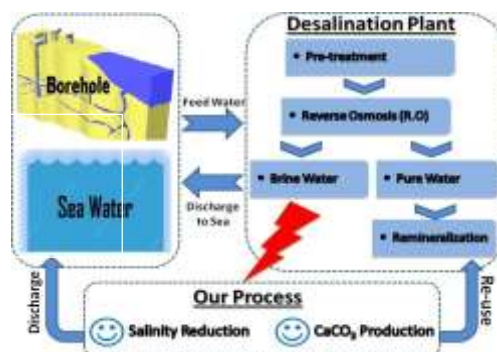 Desalination Plant
Borehole
Feed Water
Sea Water
Discharge
to Sea
▪ Pre-treatment
▪ Reverse Osmosis (R.O)
▪ Brine Water
▪ Pure Water
▪ Remineralization
Discharge
Our Process
Salinity Reduction
CaCO₃ Production
Re-use